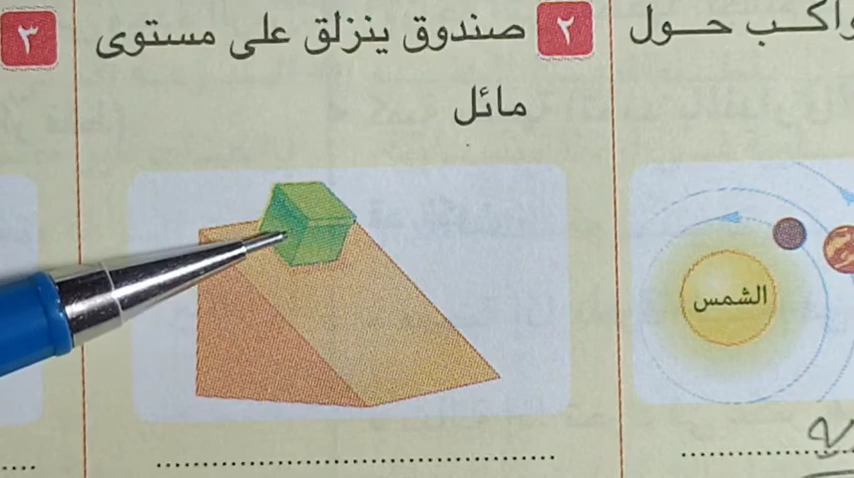 واكب حول
٢ صندوق ينزلق على مستوى
مائل
٣
الشمس